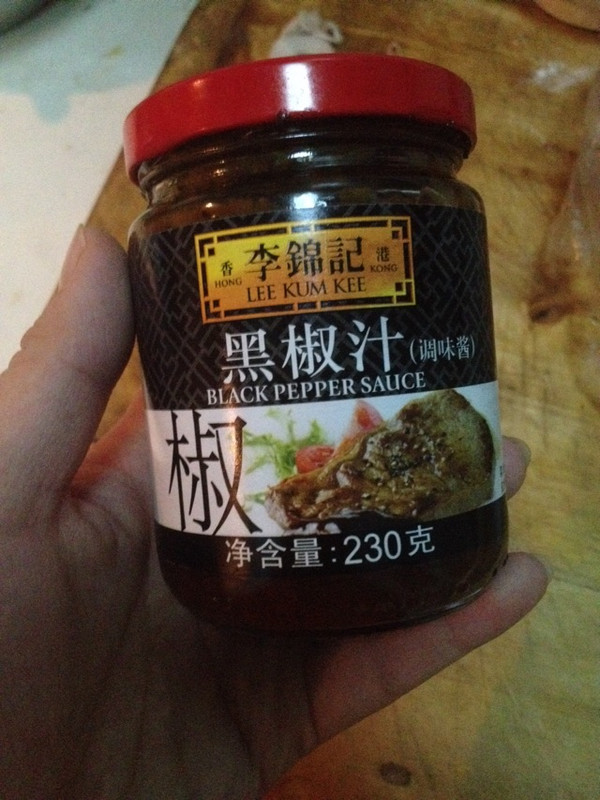 香 李錦記 港
HONG KONG
LEE KUM KEE
黑椒汁(调味酱)
BLACK PEPPER SAUCE
椒
净含量:230克